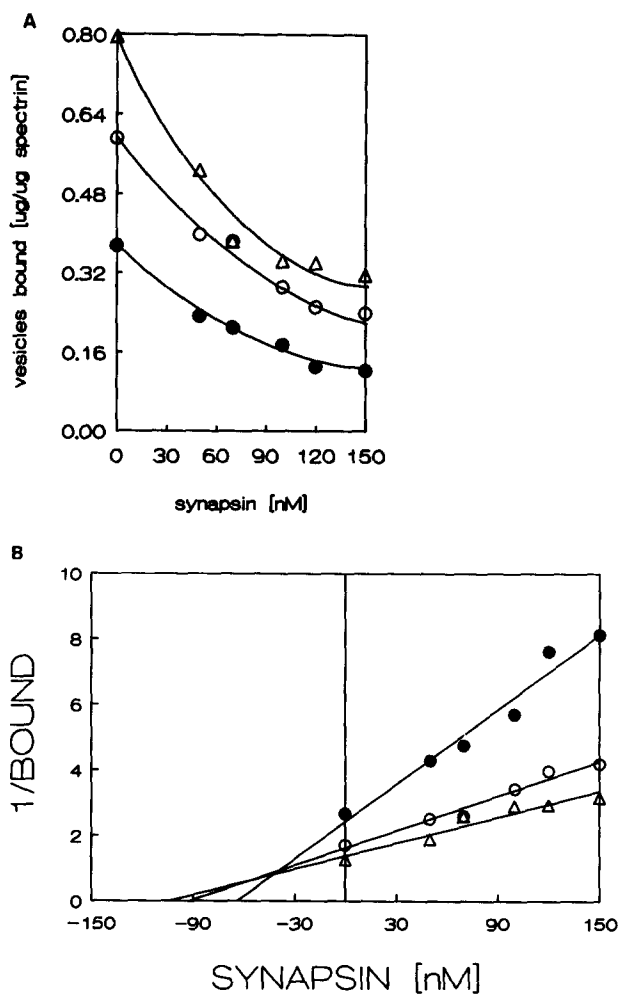 A
vesicles bound [ug/ug spectrin]
0.80
0.64
0.48
0.32
0.16
0.00
0 30 60 90 120 150
synapsin [nM]
B
1/BOUND
10
8
6
4
2
0
-150 -90 -30 30 90 150
SYNAPSIN [nM]